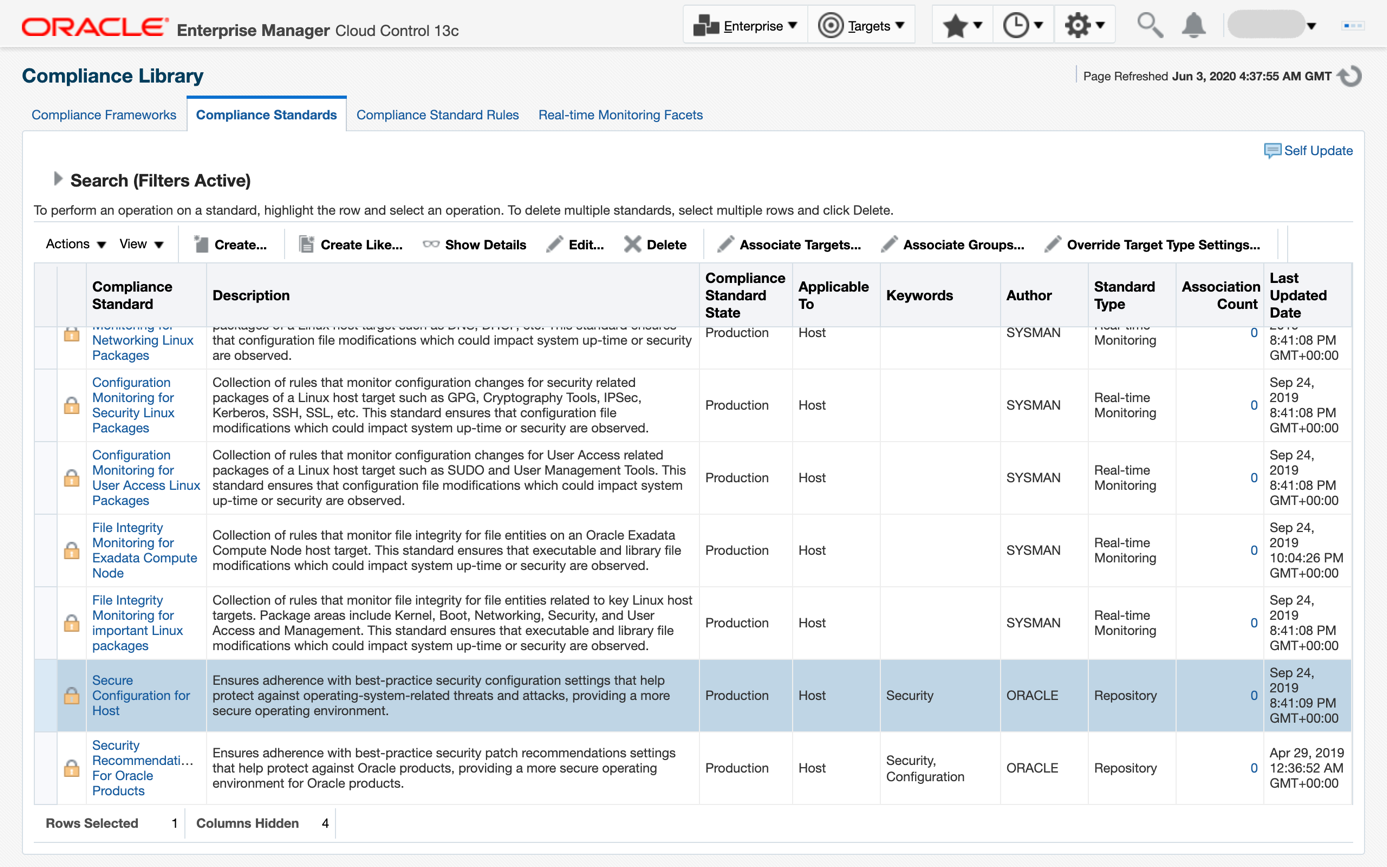 ORACLE Enterprise Manager Cloud Control 13c
Enterprise
Targets
Compliance Library
Page Refreshed Jun 3, 2020 4:37:55 AM GMT
Compliance Frameworks
Compliance Standards
Compliance Standard Rules
Real-time Monitoring Facets
Self Update
Search (Filters Active)
To perform an operation on a standard, highlight the row and select an operation. To delete multiple standards, select multiple rows and click Delete.
Actions
View
Create...
Create Like...
Show Details
Edit...
Delete
Associate Targets...
Associate Groups...
Override Target Type Settings...
Compliance
Standard
Description
Compliance
Standard
State
Applicable
To
Keywords
Author
Standard
Type
Association
Count
Last
Updated
Date
Monitoring for
Networking Linux
Packages
packages of a Linux host target such as DNS, DHCP, etc. This standard ensures
that configuration file modifications which could impact system up-time or security
are observed.
Production
Host
SYSMAN
Real-time
Monitoring
0
2019
8:41:08 PM
GMT+00:00
Configuration
Monitoring for
Security Linux
Packages
Collection of rules that monitor configuration changes for security related
packages of a Linux host target such as GPG, Cryptography Tools, IPSec,
Kerberos, SSH, SSL, etc. This standard ensures that configuration file
modifications which could impact system up-time or security are observed.
Production
Host
SYSMAN
Real-time
Monitoring
0
Sep 24,
2019
8:41:08 PM
GMT+00:00
Configuration
Monitoring for
User Access Linux
Packages
Collection of rules that monitor configuration changes for User Access related
packages of a Linux host target such as SUDO and User Management Tools. This
standard ensures that configuration file modifications which could impact system
up-time or security are observed.
Production
Host
SYSMAN
Real-time
Monitoring
0
Sep 24,
2019
8:41:08 PM
GMT+00:00
File Integrity
Monitoring for
Exadata Compute
Node
Collection of rules that monitor file integrity for file entities on an Oracle Exadata
Compute Node host target. This standard ensures that executable and library file
modifications which could impact system up-time or security are observed.
Production
Host
SYSMAN
Real-time
Monitoring
0
Sep 24,
2019
10:04:26 PM
GMT+00:00
File Integrity
Monitoring for
important Linux
packages
Collection of rules that monitor file integrity for file entities related to key Linux host
targets. Package areas include Kernel, Boot, Networking, Security, and User
Access and Management. This standard ensures that executable and library file
modifications which could impact system up-time or security are observed.
Production
Host
SYSMAN
Real-time
Monitoring
0
Sep 24,
2019
8:41:08 PM
GMT+00:00
Secure
Configuration for
Host
Ensures adherence with best-practice security configuration settings that help
protect against operating-system-related threats and attacks, providing a more
secure operating environment.
Production
Host
Security
ORACLE
Repository
0
Sep 24,
2019
8:41:09 PM
GMT+00:00
Security
Recommendati...
For Oracle
Products
Ensures adherence with best-practice security patch recommendations settings
that help protect against Oracle products, providing a more secure operating
environment for Oracle products.
Production
Host
Security,
Configuration
ORACLE
Repository
0
Apr 29, 2019
12:36:52 AM
GMT+00:00
Rows Selected 1
Columns Hidden 4